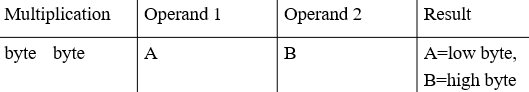 Multiplication Operand 1 Operand 2 Result
byte byte A B A=low byte,
B=high byte